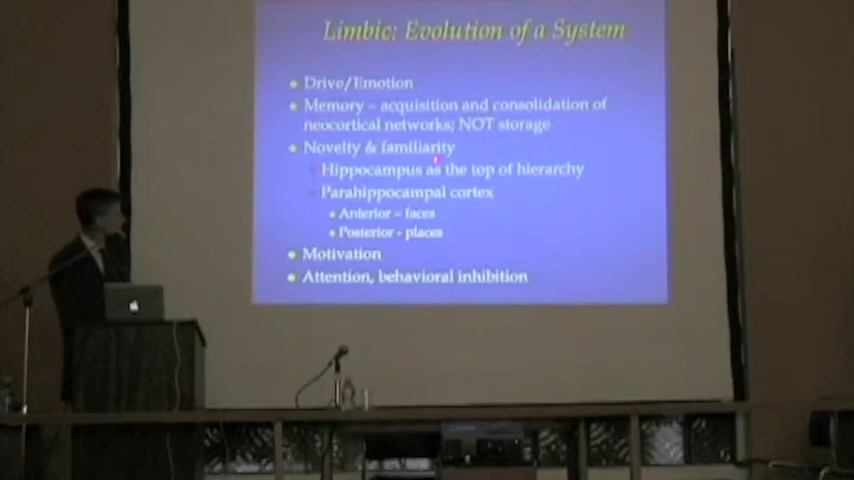 Limbic: Evolution of a System
Drive/Emotion
Memory – acquisition and consolidation of
neocortical networks; NOT storage
Novelty & familiarity
Hippocampus as the top of hierarchy
Parahippocampal cortex
Anterior – faces
Posterior - places
Motivation
Attention, behavioral inhibition